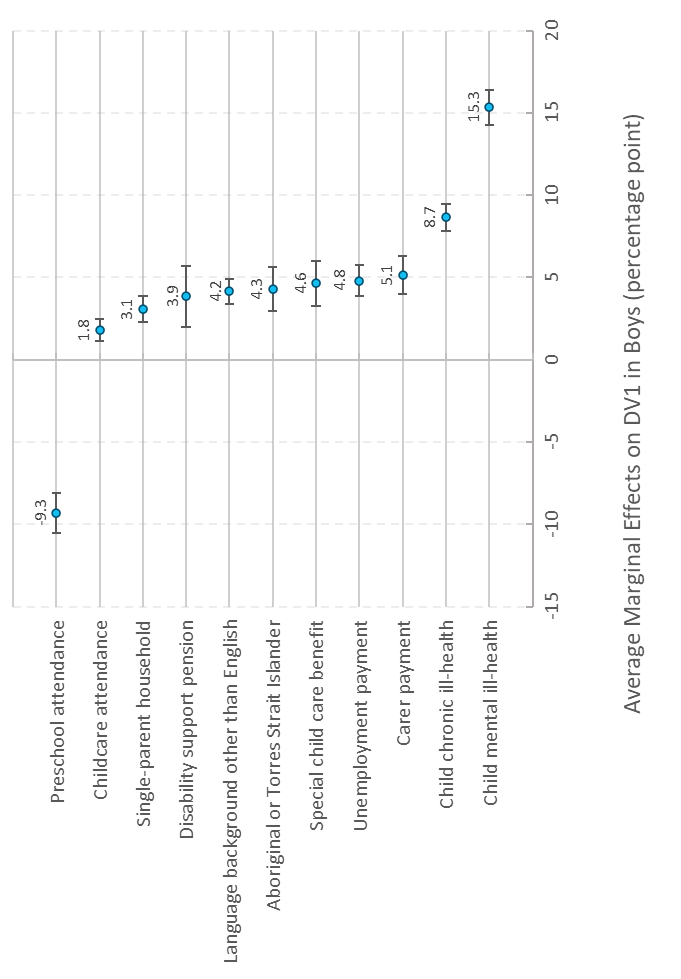 Preschool attendance
-9.3
Childcare attendance
1.8
Single-parent household
3.1
Disability support pension
3.9
Language background other than English
4.2
Aboriginal or Torres Strait Islander
4.3
Special child care benefit
4.6
Unemployment payment
4.8
Carer payment
5.1
Child chronic ill-health
8.7
Child mental ill-health
15.3
-15 -10 -5 0 5 10 15 20
Average Marginal Effects on DV1 in Boys (percentage point)